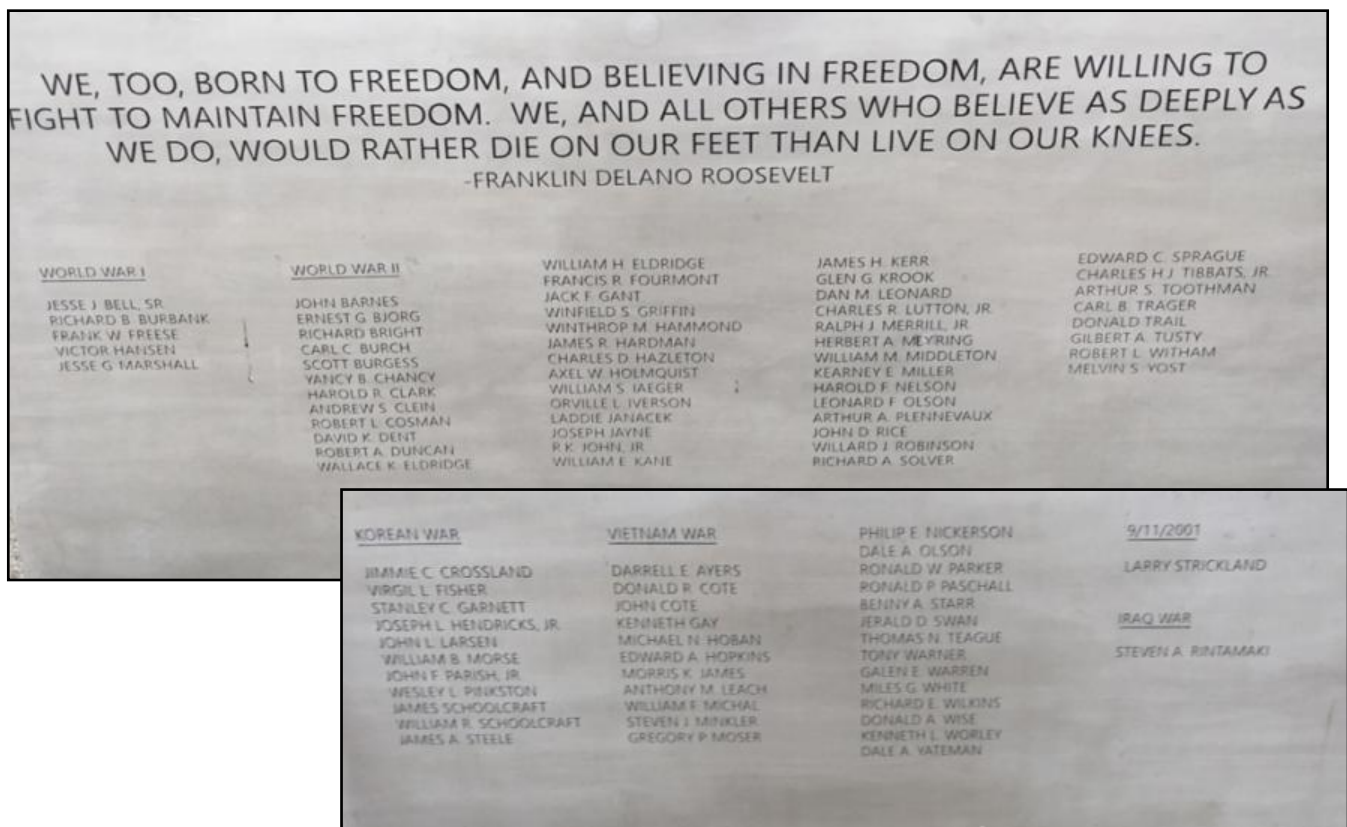 WE, TOO, BORN TO FREEDOM, AND BELIEVING IN FREEDOM, ARE WILLING TO
FIGHT TO MAINTAIN FREEDOM. WE, AND ALL OTHERS WHO BELIEVE AS DEEPLY AS
WE DO, WOULD RATHER DIE ON OUR FEET THAN LIVE ON OUR KNEES.
-FRANKLIN DELANO ROOSEVELT
WORLD WAR I
JESSE J BELL, SR.
RICHARD B. BURBANK
FRANK W. FREESE
VICTOR HANSEN
JESSE G. MARSHALL
WORLD WAR II
JOHN BARNES
ERNEST G. BJORG
RICHARD BRIGHT
CARL C. BURCH
SCOTT BURGESS
YANCY B. CHANCY
HAROLD R. CLARK
ANDREW S. CLEIN
ROBERT L. COSMAN
DAVID K. DENT
ROBERT A. DUNCAN
WALLACE K. ELDRIDGE
WILLIAM H. ELDRIDGE
FRANCIS R. FOURMONT
JACK F. GANT
WINFIELD S. GRIFFIN
WINTHROP M. HAMMOND
JAMES R. HARDMAN
CHARLES D. HAZLETON
AXEL W. HOLMQUIST
WILLIAM S. JAEGER
ORVILLE L. IVERSON
LADDIE JANACEK
JOSEPH JAYNE
R.K. JOHN, JR.
WILLIAM E. KANE
JAMES H. KERR
GLEN G. KROOK
DAN M. LEONARD
CHARLES R. LUTTON, JR.
RALPH J. MERRILL, JR.
HERBERT A. MEYRING
WILLIAM M. MIDDLETON
KEARNEY E. MILLER
HAROLD F. NELSON
LEONARD F. OLSON
ARTHUR A. PLENNEVAUX
JOHN D. RICE
WILLARD J. ROBINSON
RICHARD A. SOLVER
EDWARD C. SPRAGUE
CHARLES H.J. TIBBATS, JR.
ARTHUR S. TOOTHMAN
CARL B. TRAGER
DONALD TRAIL
GILBERT A. TUSTY
ROBERT L. WITHAM
MELVIN S. YOST
KOREAN WAR
JIMMIE C. CROSSLAND
VIRGIL L. FISHER
STANLEY C. GARNETT
JOSEPH L. HENDRICKS, JR.
JOHN L. LARSEN
WILLIAM B. MORSE
JOHN F. PARISH, JR.
WESLEY L. PINKSTON
JAMES SCHOOLCRAFT
WILLIAM R. SCHOOLCRAFT
JAMES A. STEELE
VIETNAM WAR
DARRELL E. AYERS
DONALD R. COTE
JOHN COTE
KENNETH GAY
MICHAEL N. HOBAN
EDWARD A. HOPKINS
MORRIS K. JAMES
ANTHONY M. LEACH
WILLIAM F. MICHAL
STEVEN J. MINKLER
GREGORY P. MOSER
PHILIP E. NICKERSON
DALE A. OLSON
RONALD W. PARKER
RONALD P. PASCHALL
BENNY A. STARR
JERALD D. SWAN
THOMAS N. TEAGUE
TONY WARNER
GALEN E. WARREN
MILES G. WHITE
RICHARD E. WILKINS
DONALD A. WISE
KENNETH L. WORLEY
DALE A. YATEMAN
9/11/2001
LARRY STRICKLAND
IRAQ WAR
STEVEN A. RINTAMAKI